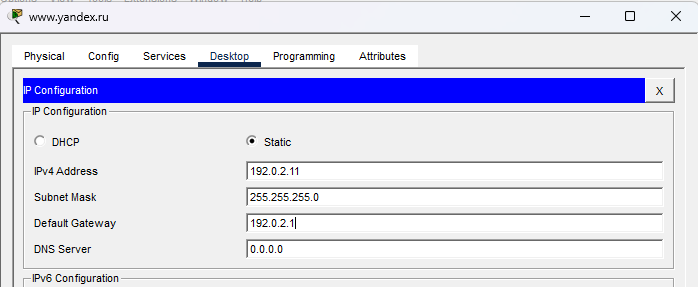 www.yandex.ru
Physical Config Services Desktop Programming Attributes
IP Configuration X
IP Configuration
DHCP Static
IPv4 Address 192.0.2.11
Subnet Mask 255.255.255.0
Default Gateway 192.0.2.1
DNS Server 0.0.0.0
IPv6 Configuration